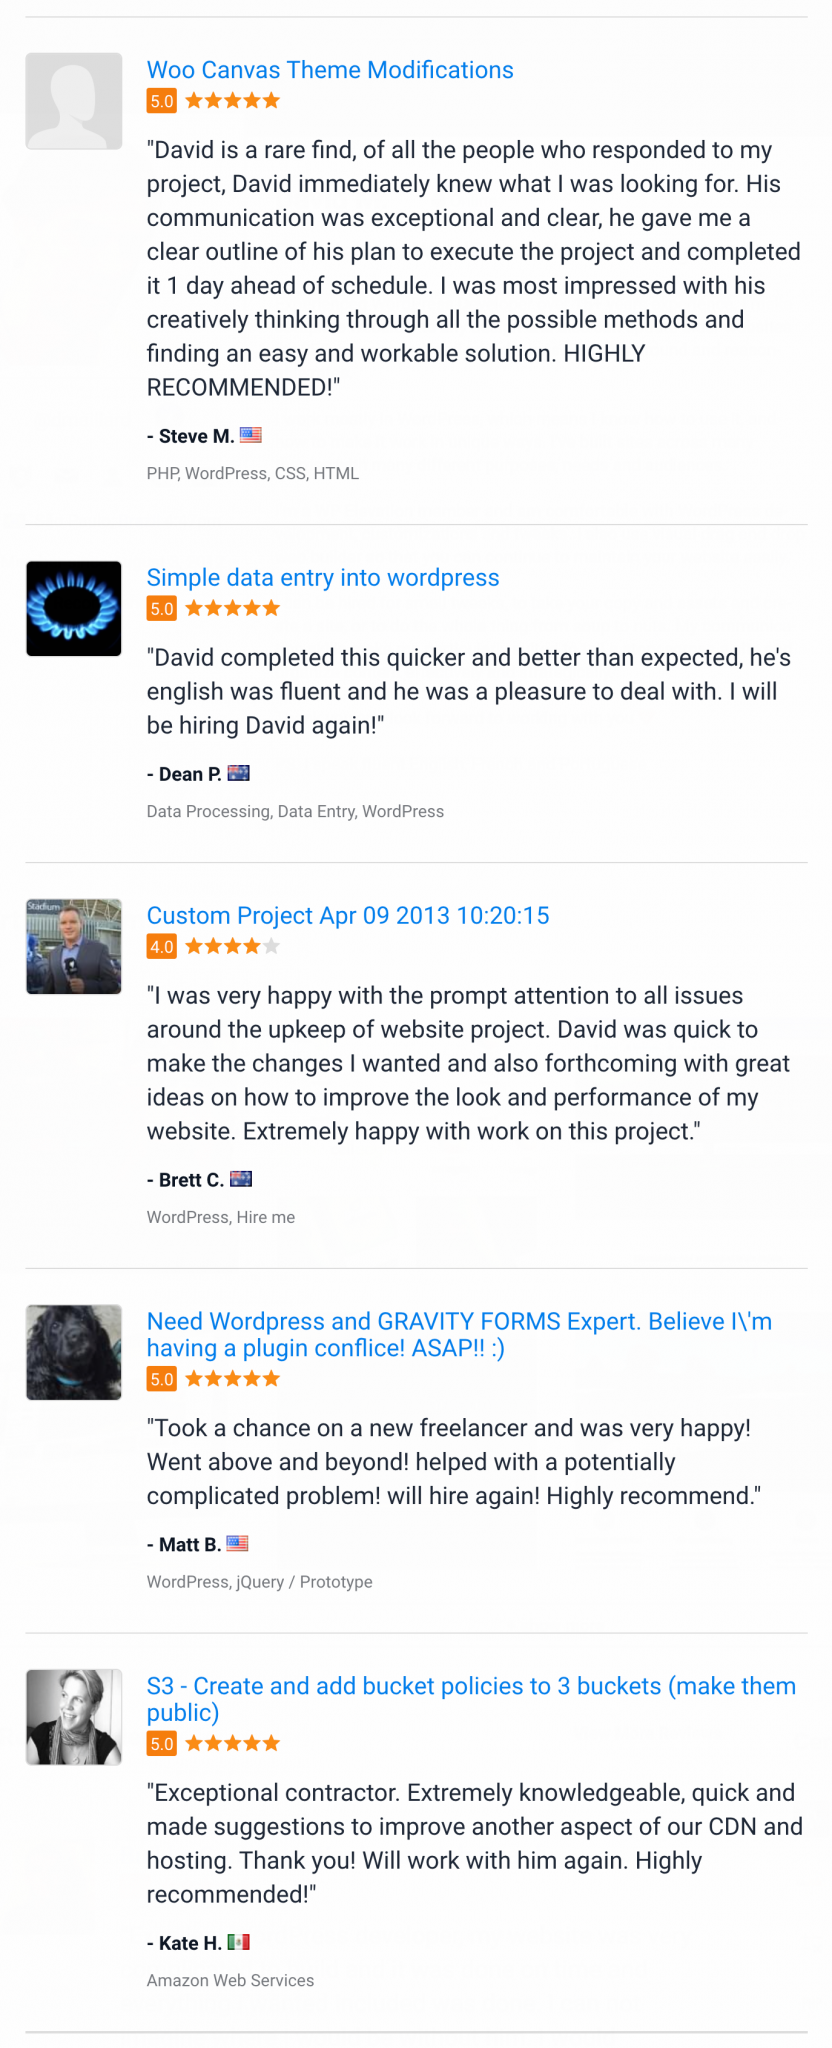 Woo Canvas Theme Modifications
5.0
"David is a rare find, of all the people who responded to my
project, David immediately knew what I was looking for. His
communication was exceptional and clear, he gave me a
clear outline of his plan to execute the project and completed
it 1 day ahead of schedule. I was most impressed with his
creatively thinking through all the possible methods and
finding an easy and workable solution. HIGHLY
RECOMMENDED!"
- Steve M.
PHP, WordPress, CSS, HTML
Simple data entry into wordpress
5.0
"David completed this quicker and better than expected, he's
english was fluent and he was a pleasure to deal with. I will
be hiring David again!"
- Dean P.
Data Processing, Data Entry, WordPress
Stadium
Custom Project Apr 09 2013 10:20:15
4.0
"I was very happy with the prompt attention to all issues
around the upkeep of website project. David was quick to
make the changes I wanted and also forthcoming with great
ideas on how to improve the look and performance of my
website. Extremely happy with work on this project."
- Brett C.
WordPress, Hire me
Need Wordpress and GRAVITY FORMS Expert. Believe I\'m
having a plugin conflice! ASAP!! :)
5.0
"Took a chance on a new freelancer and was very happy!
Went above and beyond! helped with a potentially
complicated problem! will hire again! Highly recommend."
- Matt B.
WordPress, jQuery / Prototype
S3 - Create and add bucket policies to 3 buckets (make them
public)
5.0
"Exceptional contractor. Extremely knowledgeable, quick and
made suggestions to improve another aspect of our CDN and
hosting. Thank you! Will work with him again. Highly
recommended!"
- Kate H.
Amazon Web Services